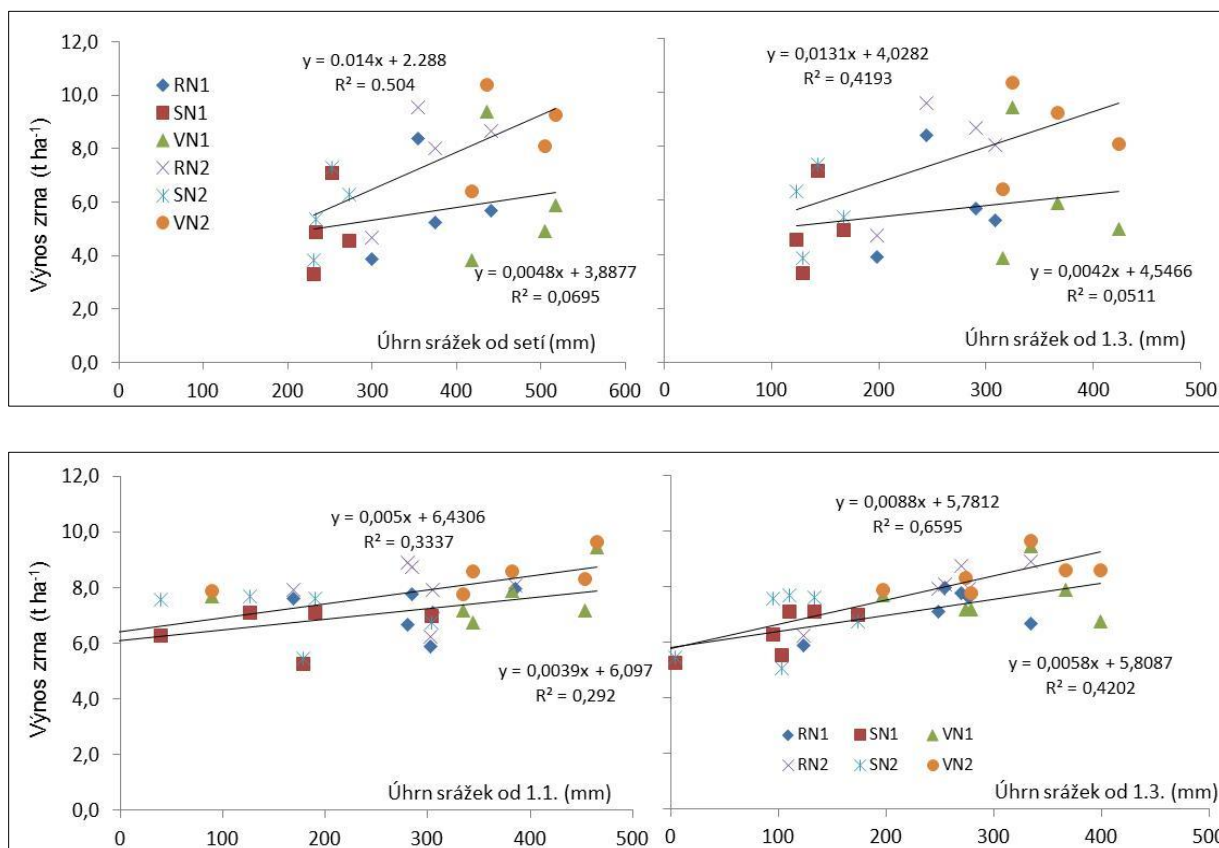 12,0
10,0
8,0
6,0
4,0
2,0
0,0
Výnos zrna (t ha-1)
RN1
SN1
VN1
RN2
SN2
VN2
y = 0.014x + 2.288
R² = 0.504
y = 0,0048x + 3,8877
R² = 0,0695
Úhrn srážek od setí (mm)
0 100 200 300 400 500 600
y = 0,0131x + 4,0282
R² = 0,4193
y = 0,0042x + 4,5466
R² = 0,0511
Úhrn srážek od 1.3. (mm)
0 100 200 300 400 500
12,0
10,0
8,0
6,0
4,0
2,0
0,0
Výnos zrna (t ha-1)
y = 0,005x + 6,4306
R² = 0,3337
y = 0,0039x + 6,097
R² = 0,292
Úhrn srážek od 1.1. (mm)
0 100 200 300 400 500
y = 0,0088x + 5,7812
R² = 0,6595
y = 0,0058x + 5,8087
R² = 0,4202
RN1 SN1 VN1
RN2 SN2 VN2
Úhrn srážek od 1.3. (mm)
0 100 200 300 400 500